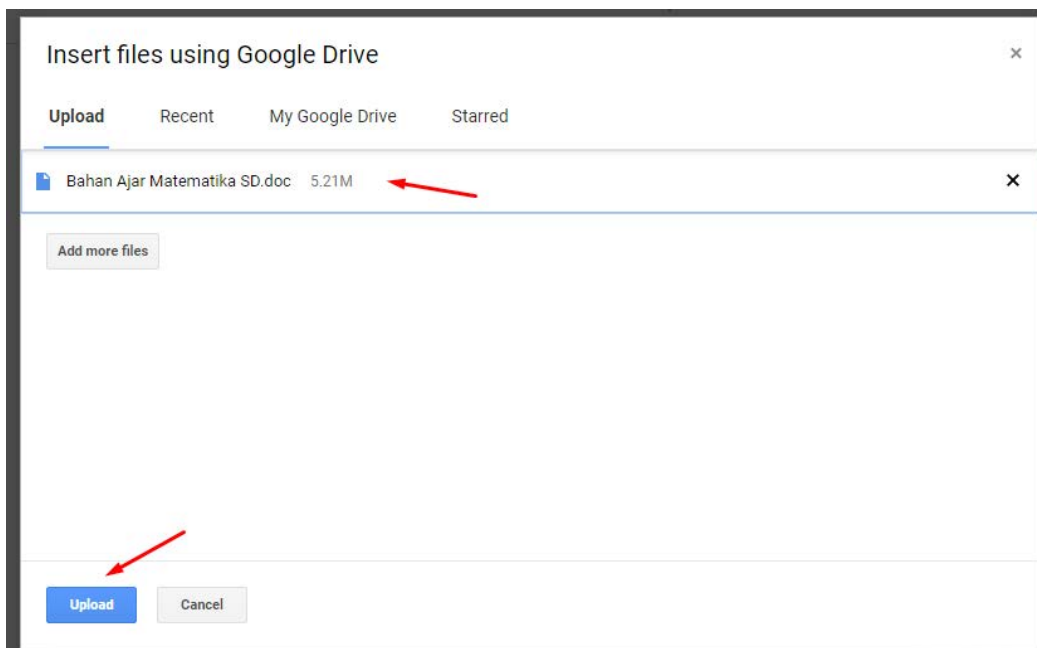 Insert files using Google Drive
Upload Recent My Google Drive Starred
Bahan Ajar Matematika SD.doc 5.21M
Add more files
Upload Cancel